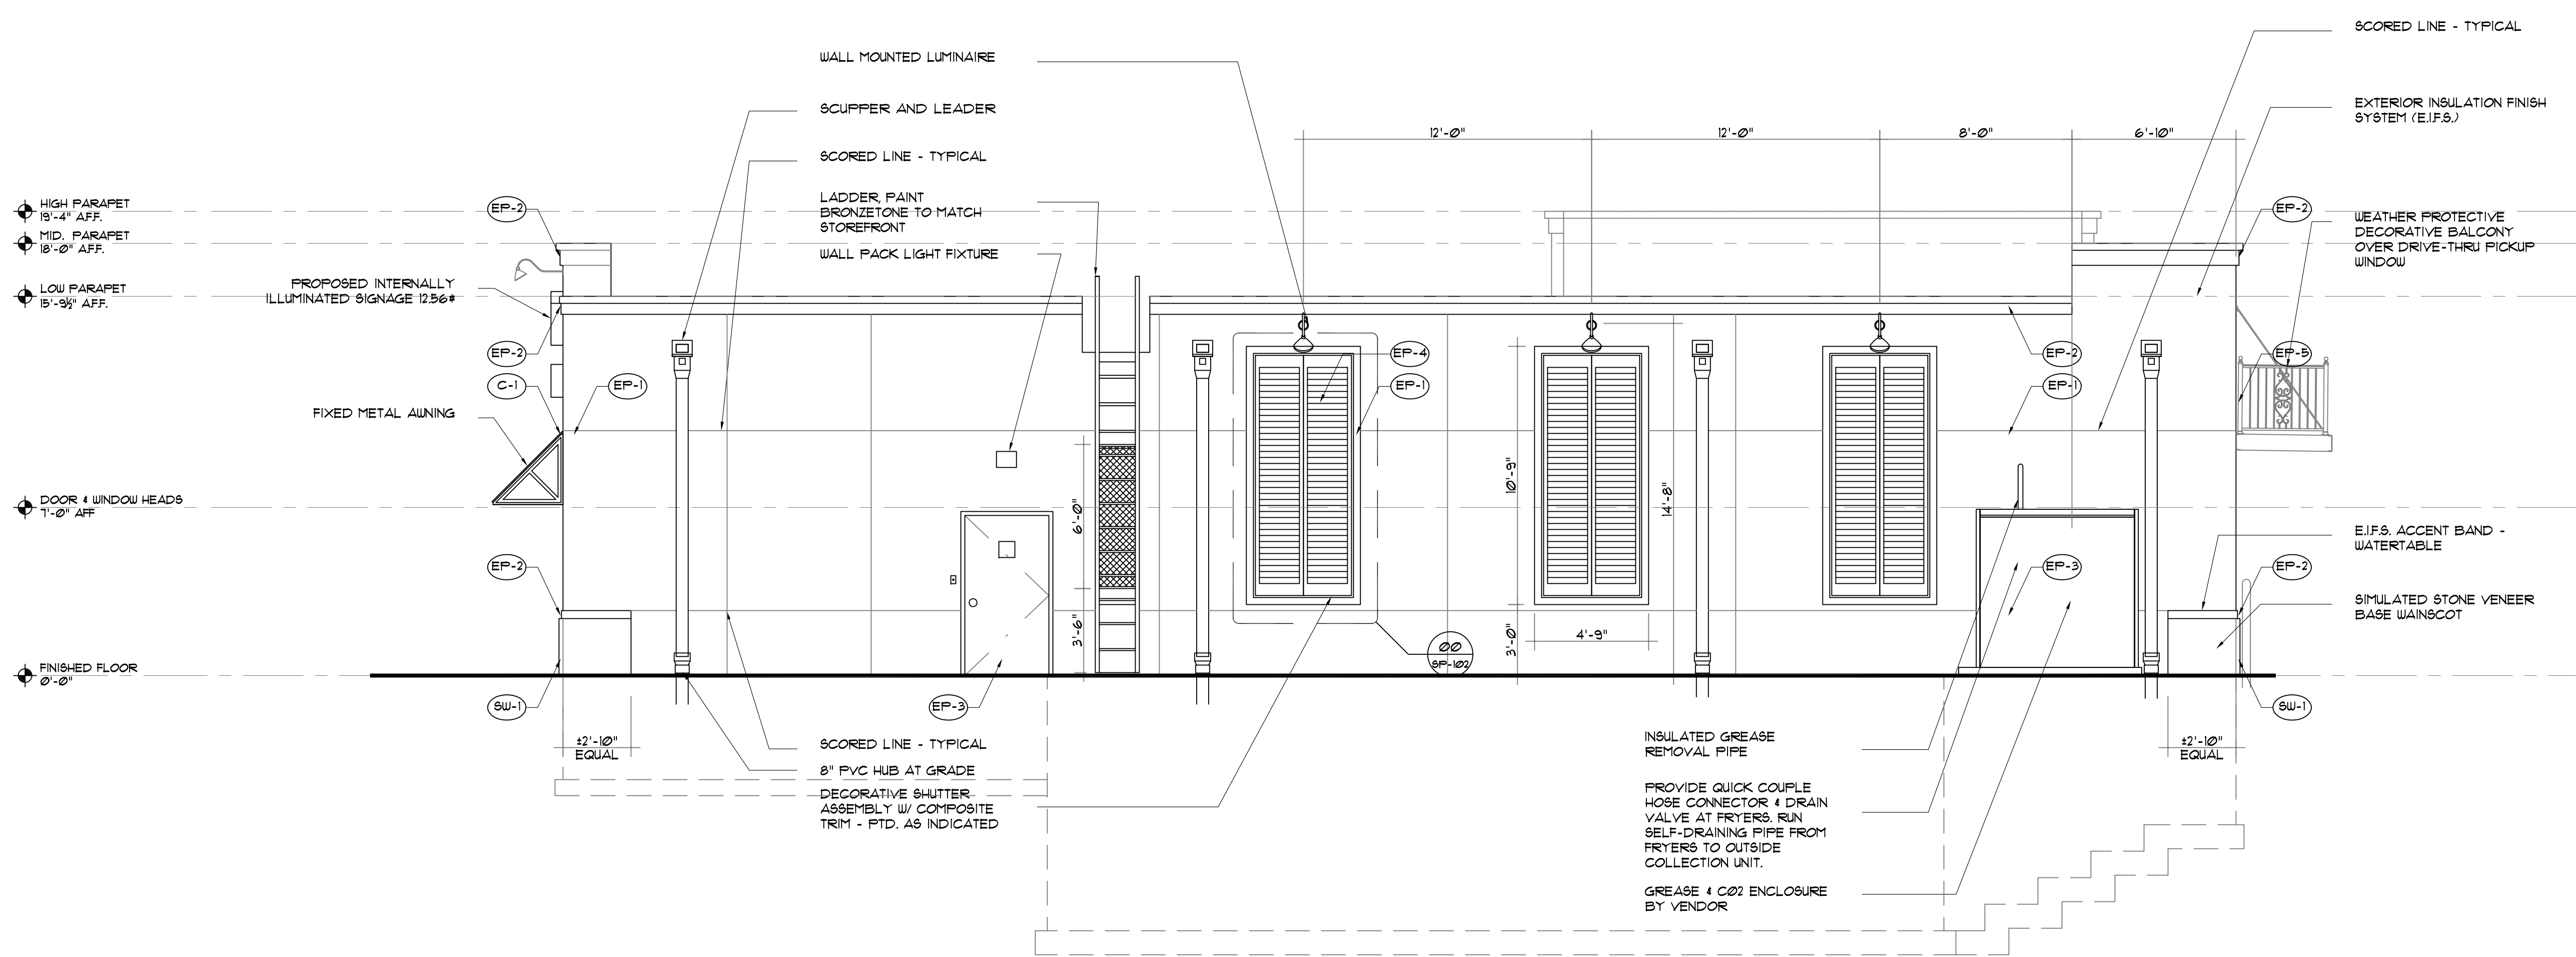 SCORED LINE - TYPICAL
WALL MOUNTED LUMINAIRE
EXTERIOR INSULATION FINISH
SYSTEM (E.I.F.S.)
SCUPPER AND LEADER
12'-0"
12'-0"
8'-0"
6'-10"
SCORED LINE - TYPICAL
LADDER, PAINT
BRONZETONE TO MATCH
STOREFRONT
WALL PACK LIGHT FIXTURE
HIGH PARAPET
19'-4" A.F.F.
MID. PARAPET
18'-0" A.F.F.
LOW PARAPET
15'-9½" A.F.F.
EP-2
EP-2
WEATHER PROTECTIVE
DECORATIVE BALCONY
OVER DRIVE-THRU PICKUP
WINDOW
PROPOSED INTERNALLY
ILLUMINATED SIGNAGE 12.56#
EP-2
C-1
EP-1
EP-4
EP-1
EP-2
EP-1
EP-5
FIXED METAL AWNING
DOOR & WINDOW HEADS
7'-0" AFF
6'-0"
3'-6"
10'-9"
3'-0"
14'-8"
4'-9"
E.I.F.S. ACCENT BAND -
WATERTABLE
EP-2
EP-3
EP-2
SIMULATED STONE VENEER
BASE WAINSCOT
00
SP-102
FINISHED FLOOR
0'-0"
SW-1
EP-3
SW-1
±2'-10"
EQUAL
±2'-10"
EQUAL
SCORED LINE - TYPICAL
8" PVC HUB AT GRADE
DECORATIVE SHUTTER
ASSEMBLY W/ COMPOSITE
TRIM - PTD. AS INDICATED
INSULATED GREASE
REMOVAL PIPE
PROVIDE QUICK COUPLE
HOSE CONNECTOR & DRAIN
VALVE AT FRYERS. RUN
SELF-DRAINING PIPE FROM
FRYERS TO OUTSIDE
COLLECTION UNIT.
GREASE & CO2 ENCLOSURE
BY VENDOR